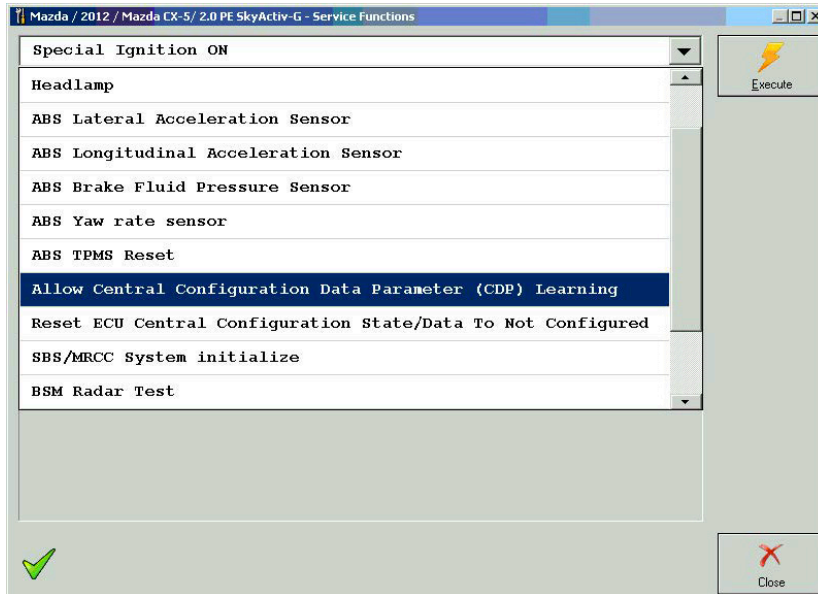 Mazda / 2012 / Mazda CX-5/ 2.0 PE SkyActiv-G - Service Functions
Special Ignition ON
Execute
Headlamp
ABS Lateral Acceleration Sensor
ABS Longitudinal Acceleration Sensor
ABS Brake Fluid Pressure Sensor
ABS Yaw rate sensor
ABS TPMS Reset
Allow Central Configuration Data Parameter (CDP) Learning
Reset ECU Central Configuration State/Data To Not Configured
SBS/MRCC System initialize
BSM Radar Test
Close